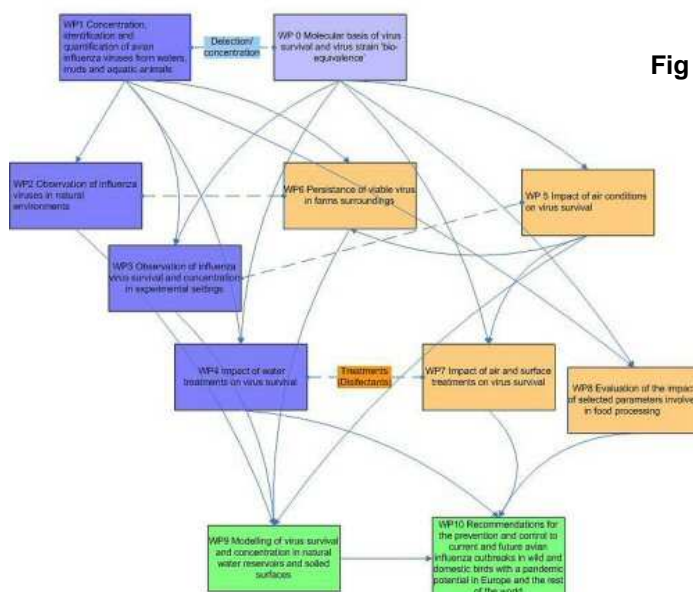 WP1 Concentration,
identification and
quantification of avian
influenza viruses from waters,
muds and aquatic animals
Detection/
concentration
WP 0 Molecular basis of virus
survival and virus strain 'bio-
equivalence'
Fig
WP2 Observation of influenza
viruses in natural
environments
WP6 Persistance of viable virus
in farms surroundings
WP 5 Impact of air conditions
on virus survival
WP3 Observation of influenza
virus survival and concentration
in experimental settings
WP4 Impact of water
treatments on virus survival
Treatments
(Disifectants)
WP7 Impact of air and surface
treatments on virus survival
WP8 Evaluation of the impact
of selected parameters involve
in food processing
WP9 Modelling of virus survival
and concentration in natural
water reservoirs and soiled
surfaces
WP10 Recommendations for
the prevention and control to
current and future avian
influenza outbreaks in wild and
domestic birds with a pandemic
potential in Europe and the rest
of the world